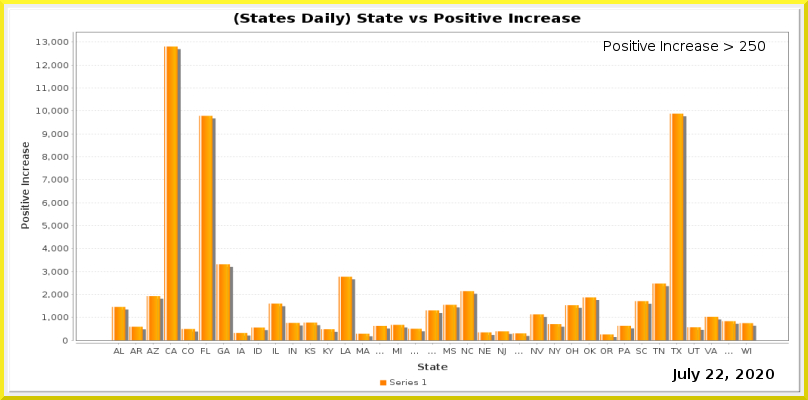 (States Daily) State vs Positive Increase
Positive Increase > 250
13,000
12,000
11,000
10,000
9,000
8,000
7,000
6,000
5,000
4,000
3,000
2,000
1,000
0
Positive Increase
AL AR AZ CA CO FL GA IA ID IL IN KS KY LA MA ... MI ... ... MS NC NE NJ ... NV NY OH OK OR PA SC TN TX UT VA ... WI
State
Series 1
July 22, 2020